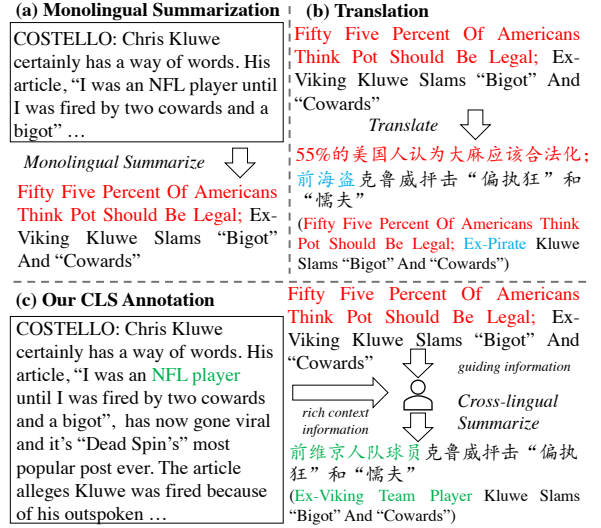 (a) Monolingual Summarization
COSTELLO: Chris Kluwe
certainly has a way of words. His
article, “I was an NFL player until
I was fired by two cowards and a
bigot” …
Monolingual Summarize
Fifty Five Percent Of Americans
Think Pot Should Be Legal; Ex-
Viking Kluwe Slams “Bigot” And
And “Cowards”
(b) Translation
Fifty Five Percent Of Americans
Think Pot Should Be Legal; Ex-
Viking Kluwe Slams “Bigot” And
“Cowards”
Translate
55%的美国人认为大麻应该合法化；
前海盗克鲁威抨击“偏执狂”和
“懦夫”
(Fifty Five Percent Of Americans Think
Pot Should Be Legal; Ex-Pirate Kluwe
Slams “Bigot” And “Cowards”)
(c) Our CLS Annotation
COSTELLO: Chris Kluwe
certainly has a way of words. His
article, “I was an NFL player
until I was fired by two cowards
and a bigot”, has now gone viral
and it’s “Dead Spin’s” most
popular post ever. The article
alleges Kluwe was fired because
of his outspoken …
Fifty Five Percent Of Americans
Think Pot Should Be Legal; Ex-
Viking Kluwe Slams “Bigot” And
“Cowards”
guiding information
rich context
information
Cross-lingual
Summarize
前维京人队球员克鲁威抨击“偏执
狂”和“懦夫”
(Ex-Viking Team Player Kluwe Slams
“Bigot” And “Cowards”)